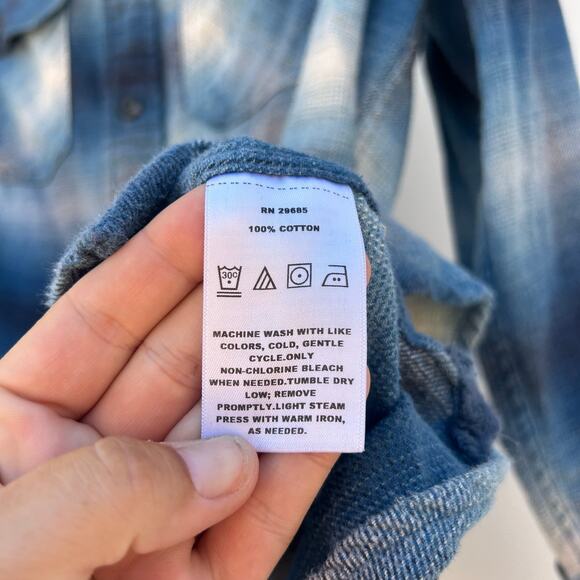 RN 29685
100% COTTON
30°
MACHINE WASH WITH LIKE
COLORS, COLD, GENTLE
CYCLE.ONLY
NON-CHLORINE BLEACH
WHEN NEEDED.TUMBLE DRY
LOW; REMOVE
PROMPTLY.LIGHT STEAM
PRESS WITH WARM IRON,
AS NEEDED.